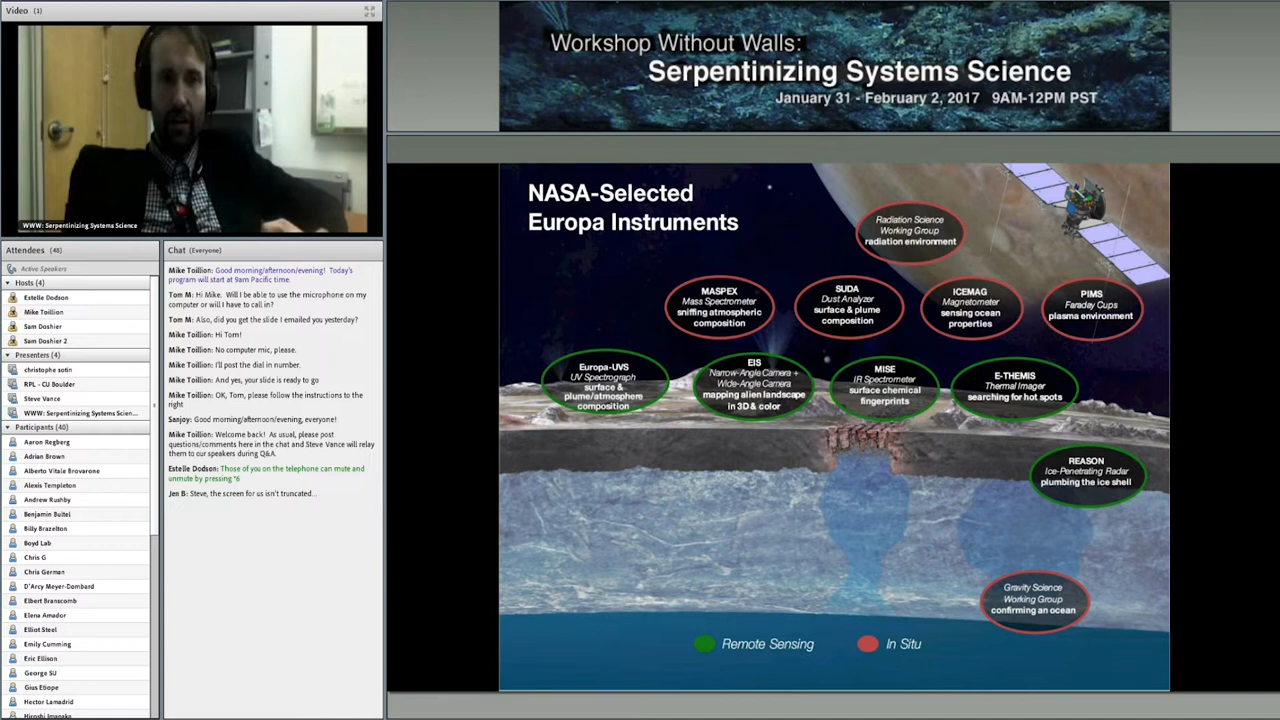 Video (1)
WWW: Serpentinizing Systems Science
Attendees (48)
Active Speakers
Hosts (4)
Estelle Dodson
Mike Toillion
Sam Doshier
Sam Doshier 2
Presenters (4)
christophe sotin
RPL - CU Boulder
Steve Vance
WWW: Serpentinizing Systems Scien...
Participants (40)
Aaron Regberg
Adrian Brown
Alberto Vitale Brovarone
Alexis Templeton
Andrew Rushby
Benjamin Bultel
Billy Brazelton
Boyd Lab
Chris G
Chris German
D'Arcy Meyer-Dombard
Elbert Branscomb
Elena Amador
Elliot Steel
Emily Cumming
Eric Ellison
George SU
Gius Etiope
Hector Lamadrid
Hiroshi Imanaka
Chat (Everyone)
Mike Toillion: Good morning/afternoon/evening! Today's
program will start at 9am Pacific time.
Tom M: Hi Mike. Will I be able to use the microphone on my
computer or will I have to call in?
Tom M: Also, did you get the slide I emailed you yesterday?
Mike Toillion: Hi Tom!
Mike Toillion: No computer mic, please.
Mike Toillion: I'll post the dial in number.
Mike Toillion: And yes, your slide is ready to go
Mike Toillion: OK, Tom, please follow the instructions to the
right
Sanjoy: Good morning/afternoon/evening, everyone!
Mike Toillion: Welcome back! As usual, please post
questions/comments here in the chat and Steve Vance will relay
them to our speakers during Q&A.
Estelle Dodson: Those of you on the telephone can mute and
unmute by pressing *6
Jen B: Steve, the screen for us isn't truncated...
Workshop Without Walls:
Serpentinizing Systems Science
January 31 - February 2, 2017 9AM-12PM PST
NASA-Selected
Europa Instruments
Radiation Science
Working Group
radiation environment
MASPEX
Mass Spectrometer
sniffing atmospheric
composition
SUDA
Dust Analyzer
surface & plume
composition
ICEMAG
Magnetometer
sensing ocean
properties
PIMS
Faraday Cups
plasma environment
Europa-UVS
UV Spectrograph
surface &
plume/atmosphere
composition
EIS
Narrow-Angle Camera +
Wide-Angle Camera
mapping alien landscape
in 3D & color
MISE
IR Spectrometer
surface chemical
fingerprints
E-THEMIS
Thermal Imager
searching for hot spots
REASON
Ice-Penetrating Radar
plumbing the ice shell
Gravity Science
Working Group
confirming an ocean
Remote Sensing
In Situ